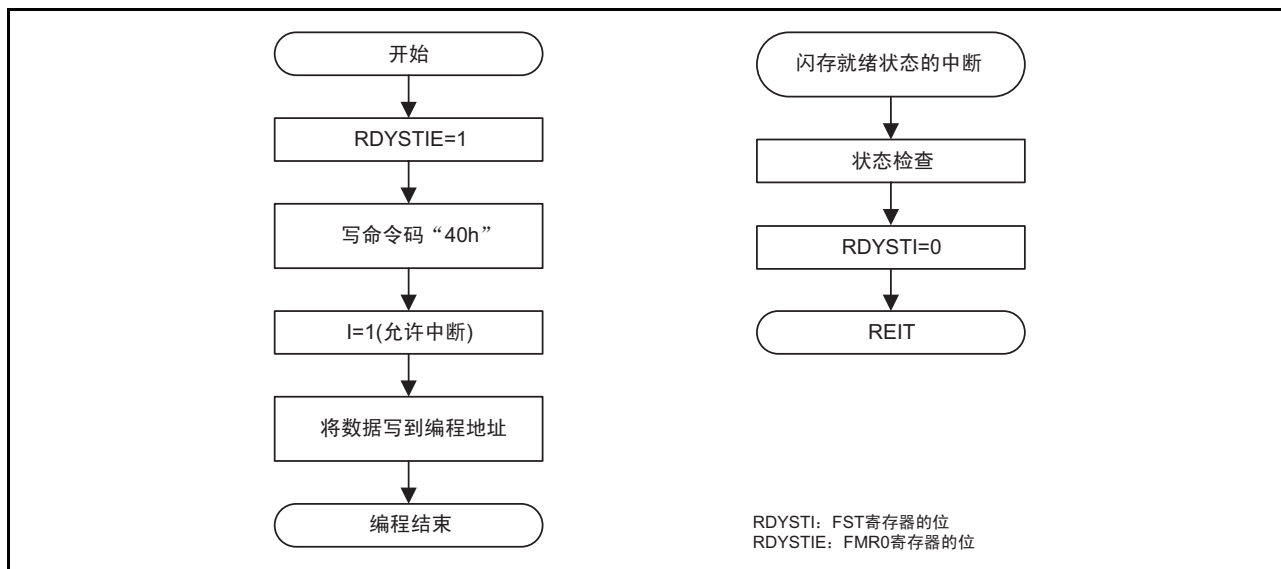 开始
RDYSTIE=1
写命令码“40h”
I=1(允许中断)
将数据写到编程地址
编程结束
闪存就绪状态的中断
状态检查
RDYSTI=0
REIT
RDYSTI：FST寄存器的位
RDYSTIE：FMR0寄存器的位